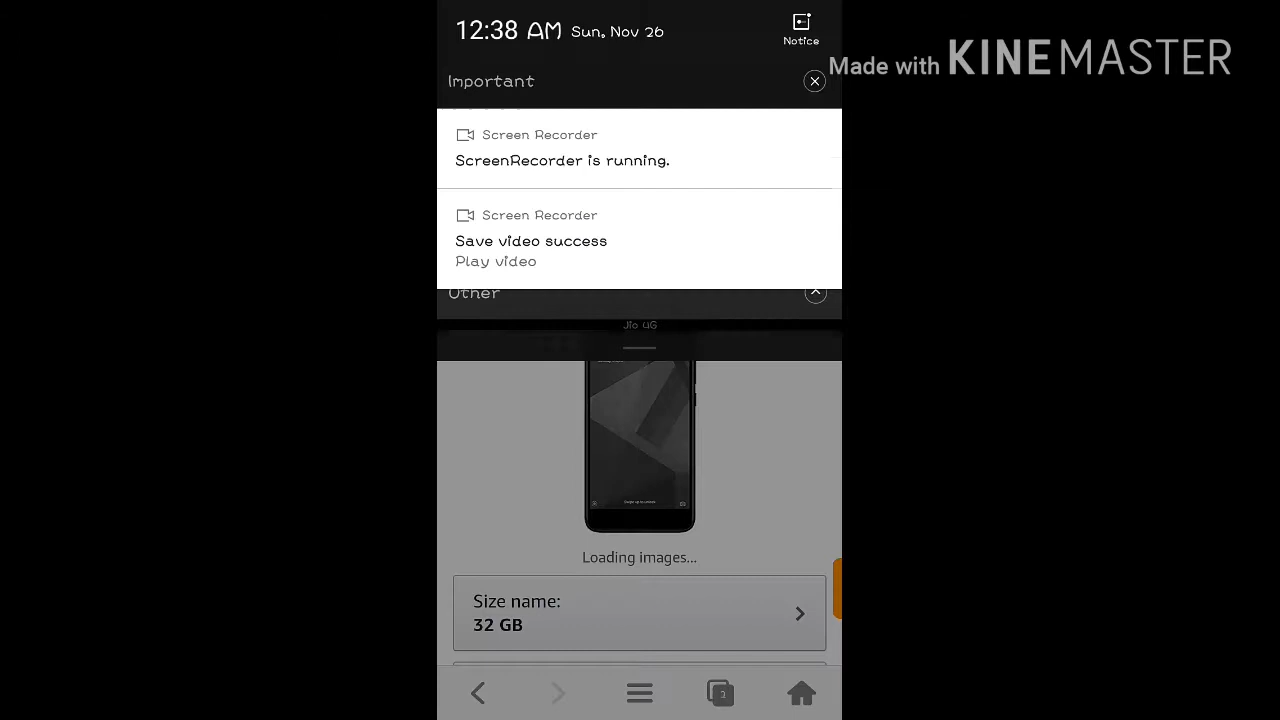 12:38 AM Sun, Nov 26
Notice
Made with KINEMASTER
Important
Screen Recorder
ScreenRecorder is running.
Screen Recorder
Save video success
Play video
Other
Jio 4G
Loading images...
Size name:
32 GB
2